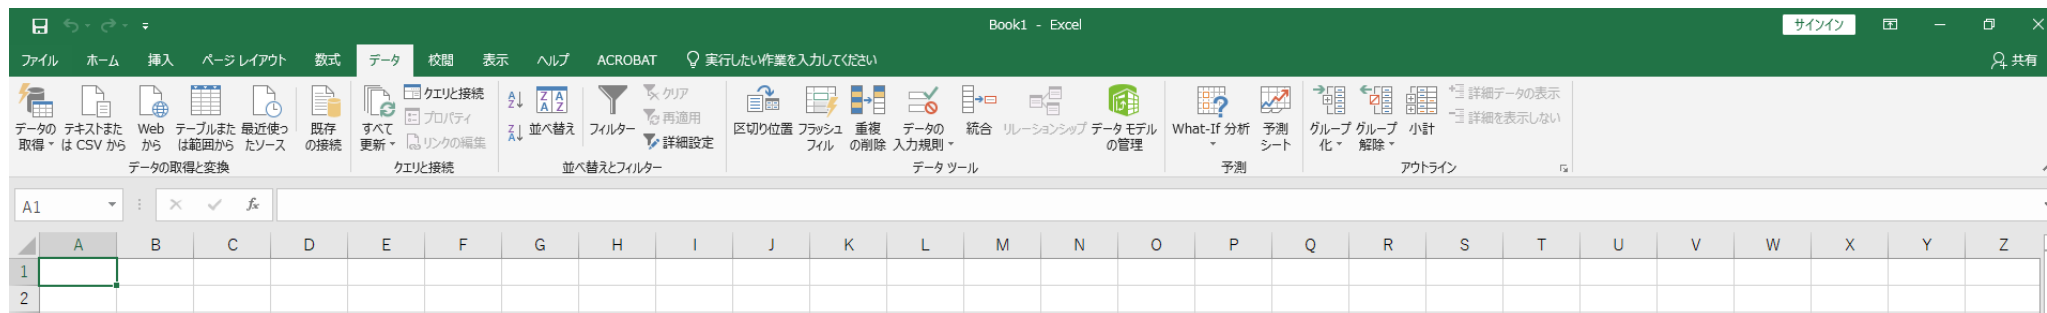 Book1 - Excel
サインイン
ファイル ホーム 挿入 ページ レイアウト 数式 データ 校閲 表示 ヘルプ ACROBAT 実行したい作業を入力してください 共有
データの取得
テキストまたは CSV から
Web から
テーブルまたは範囲から
最近使ったソース
既存の接続
データの取得と変換
すべて更新
クエリと接続
プロパティ
リンクの編集
クエリと接続
並べ替え
フィルター
クリア
再適用
詳細設定
並べ替えとフィルター
区切り位置
フラッシュ フィル
重複の削除
データの入力規則
統合
リレーションシップ
データ モデルの管理
データ ツール
What-If 分析
予測シート
予測
グループ化
グループ解除
小計
詳細データの表示
詳細を表示しない
アウトライン
A1
fx
A B C D E F G H I J K L M N O P Q R S T U V W X Y Z
1
2